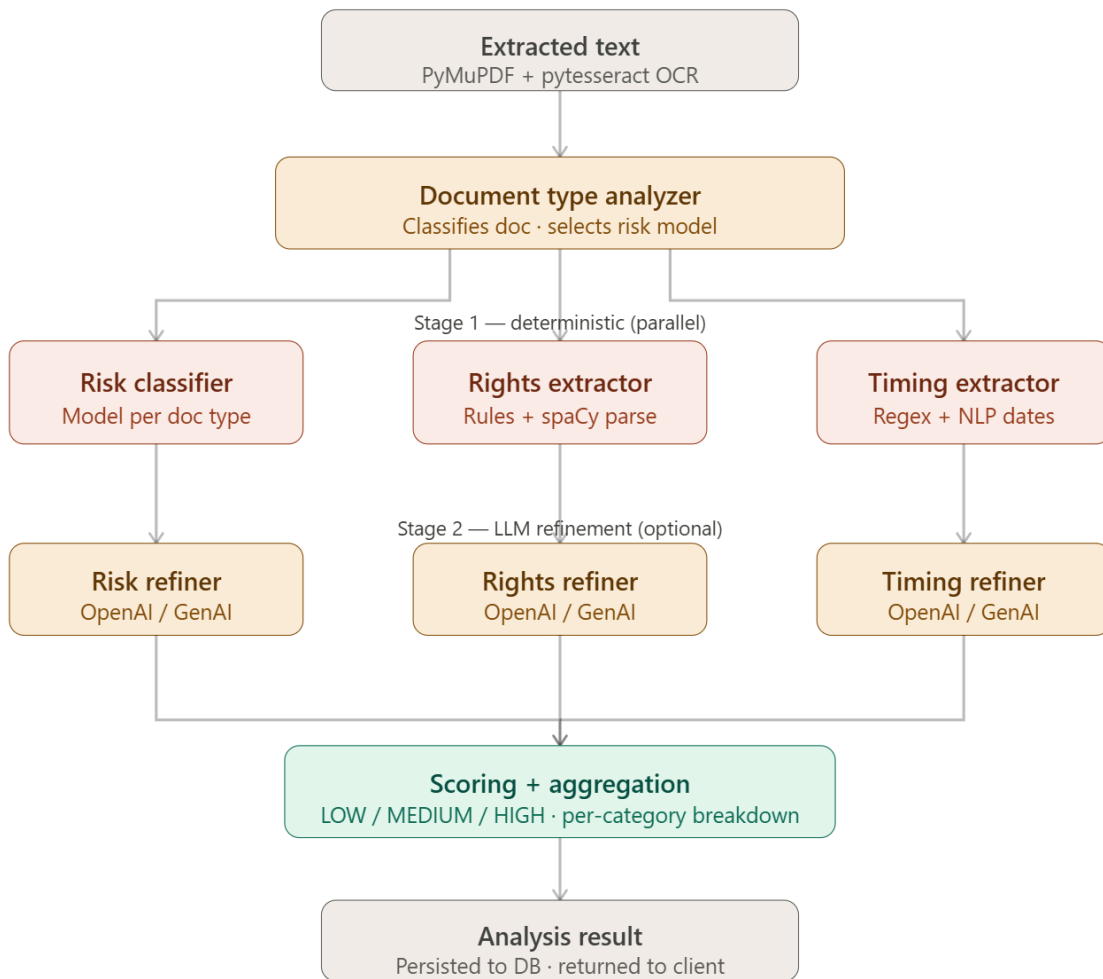 Extracted text
PyMuPDF + pytesseract OCR
Document type analyzer
Classifies doc · selects risk model
Stage 1 — deterministic (parallel)
Risk classifier
Model per doc type
Rights extractor
Rules + spaCy parse
Timing extractor
Regex + NLP dates
Stage 2 — LLM refinement (optional)
Risk refiner
OpenAI / GenAI
Rights refiner
OpenAI / GenAI
Timing refiner
OpenAI / GenAI
Scoring + aggregation
LOW / MEDIUM / HIGH · per-category breakdown
Analysis result
Persisted to DB · returned to client